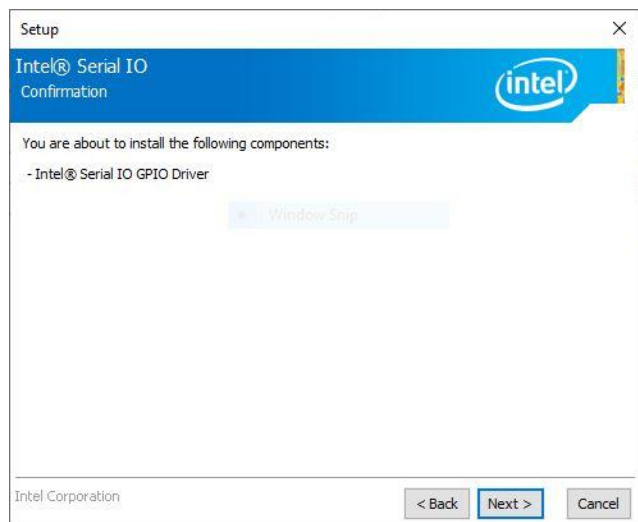 Setup
Intel® Serial IO
Confirmation
intel
You are about to install the following components:
- Intel® Serial IO GPIO Driver
Window Snip
Intel Corporation
< Back
Next >
Cancel